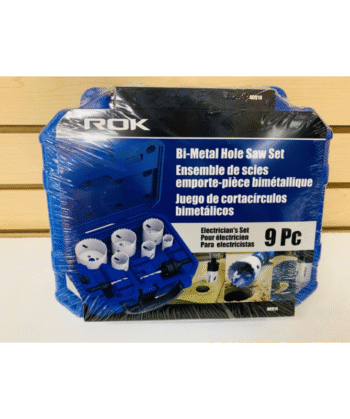 ROK
Bi-Metal Hole Saw Set
Ensemble de scies
emporte-pièce bimétallique
Juego de cortacírculos
bimetálicos
Electrician's Set
Pour électricien
Para electricistas
9 Pc